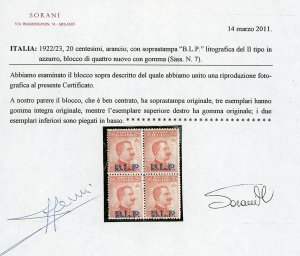 SORANI
VIA WASHINGTON, 74 - MILANO
14 marzo 2011.
ITALIA: 1922/23, 20 centesimi, arancio, con soprastampa "B.L.P." litografica del II tipo in
azzurro, blocco di quattro nuovo con gomma (Sass. N. 7).
Abbiamo esaminato il blocco sopra descritto del quale abbiamo unito una riproduzione foto-
grafica al presente Certificato.
A nostro parere il blocco, che è ben centrato, ha soprastampa originale, tre esemplari hanno
gomma integra originale, mentre l'esemplare superiore destro ha gomma originale; i due
esemplari inferiori sono piegati in basso. * * * * * * * * * * * * * * * * * * * * * * * *
B.L.P. B.L.P.
B.L.P. B.L.P.